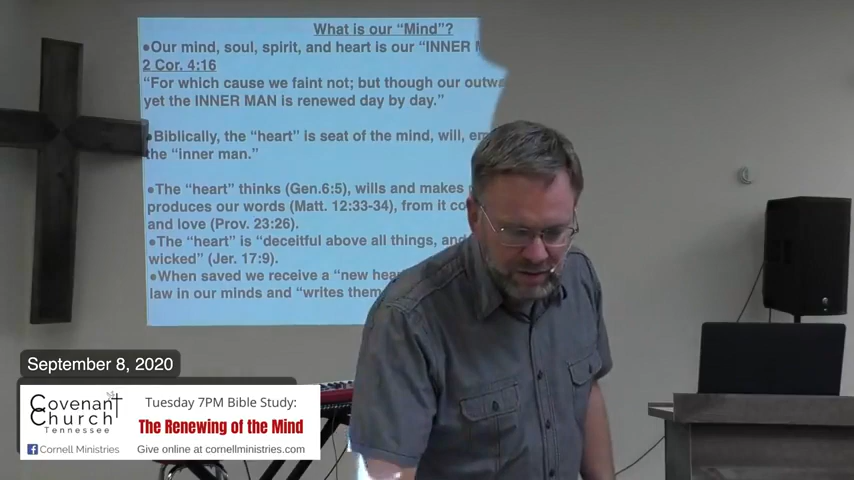 What is our “Mind”?
•Our mind, soul, spirit, and heart is our “INNER
2 Cor. 4:16
“For which cause we faint not; but though our outwa
yet the INNER MAN is renewed day by day.”
•Biblically, the “heart” is seat of the mind, will, em
the “inner man.”
•The “heart” thinks (Gen.6:5), wills and makes
produces our words (Matt. 12:33-34), from it co
and love (Prov. 23:26).
•The “heart” is “deceitful above all things, and
wicked” (Jer. 17:9).
•When saved we receive a “new hea
law in our minds and “writes them
September 8, 2020
Covenant
Church
Tennessee
Cornell Ministries
Tuesday 7PM Bible Study:
The Renewing of the Mind
Give online at cornellministries.com